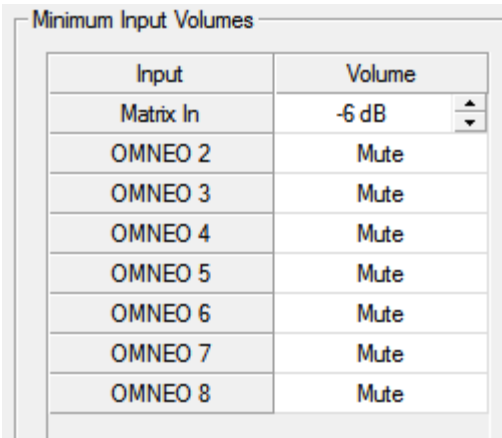 Minimum Input Volumes
Input Volume
Matrix In -6 dB
OMNEO 2 Mute
OMNEO 3 Mute
OMNEO 4 Mute
OMNEO 5 Mute
OMNEO 6 Mute
OMNEO 7 Mute
OMNEO 8 Mute